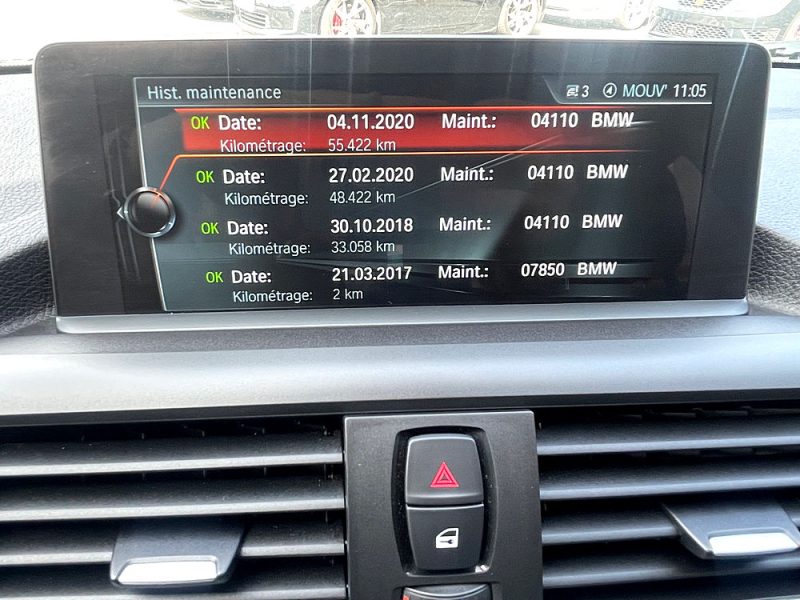 Hist. maintenance 3 MOUV' 11:05
OK Date: 04.11.2020 Maint.: 04110 BMW
Kilométrage: 55.422 km
OK Date: 27.02.2020 Maint.: 04110 BMW
Kilométrage: 48.422 km
OK Date: 30.10.2018 Maint.: 04110 BMW
Kilométrage: 33.058 km
OK Date: 21.03.2017 Maint.: 07850 BMW
Kilométrage: 2 km